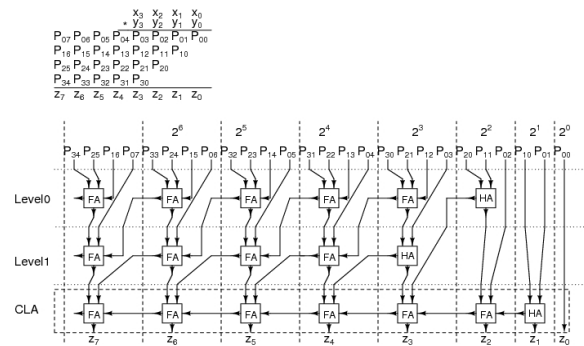 x3 x2 x1 x0
* y3 y2 y1 y0
P07 P06 P05 P04 P03 P02 P01 P00
P16 P15 P14 P13 P12 P11 P10
P25 P24 P23 P22 P21 P20
P34 P33 P32 P31 P30
z7 z6 z5 z4 z3 z2 z1 z0
2^6 2^5 2^4 2^3 2^2 2^1 2^0
P34 P25 P16 P07 P33 P24 P15 P06 P32 P23 P14 P05 P31 P22 P13 P04 P30 P21 P12 P03 P20 P11 P02 P10 P01 P00
Level0 FA FA FA FA FA HA
Level1 FA FA FA FA HA
CLA FA FA FA FA FA FA HA
z7 z6 z5 z4 z3 z2 z1 z0